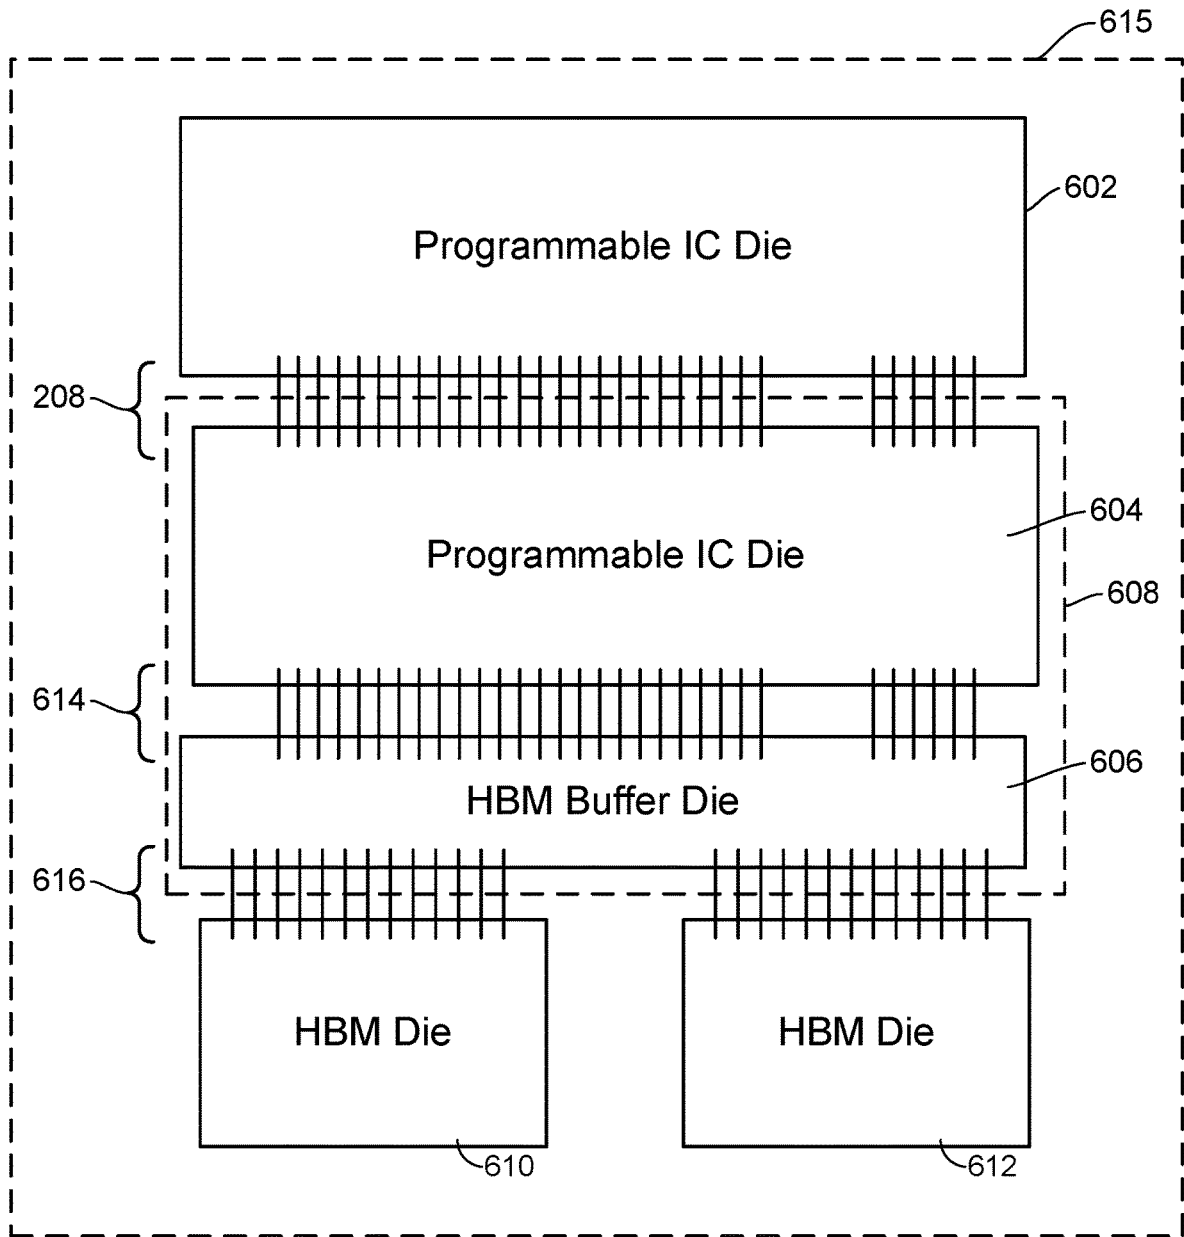 615
602
Programmable IC Die
208
604
Programmable IC Die
608
614
606
HBM Buffer Die
616
HBM Die
HBM Die
610
612